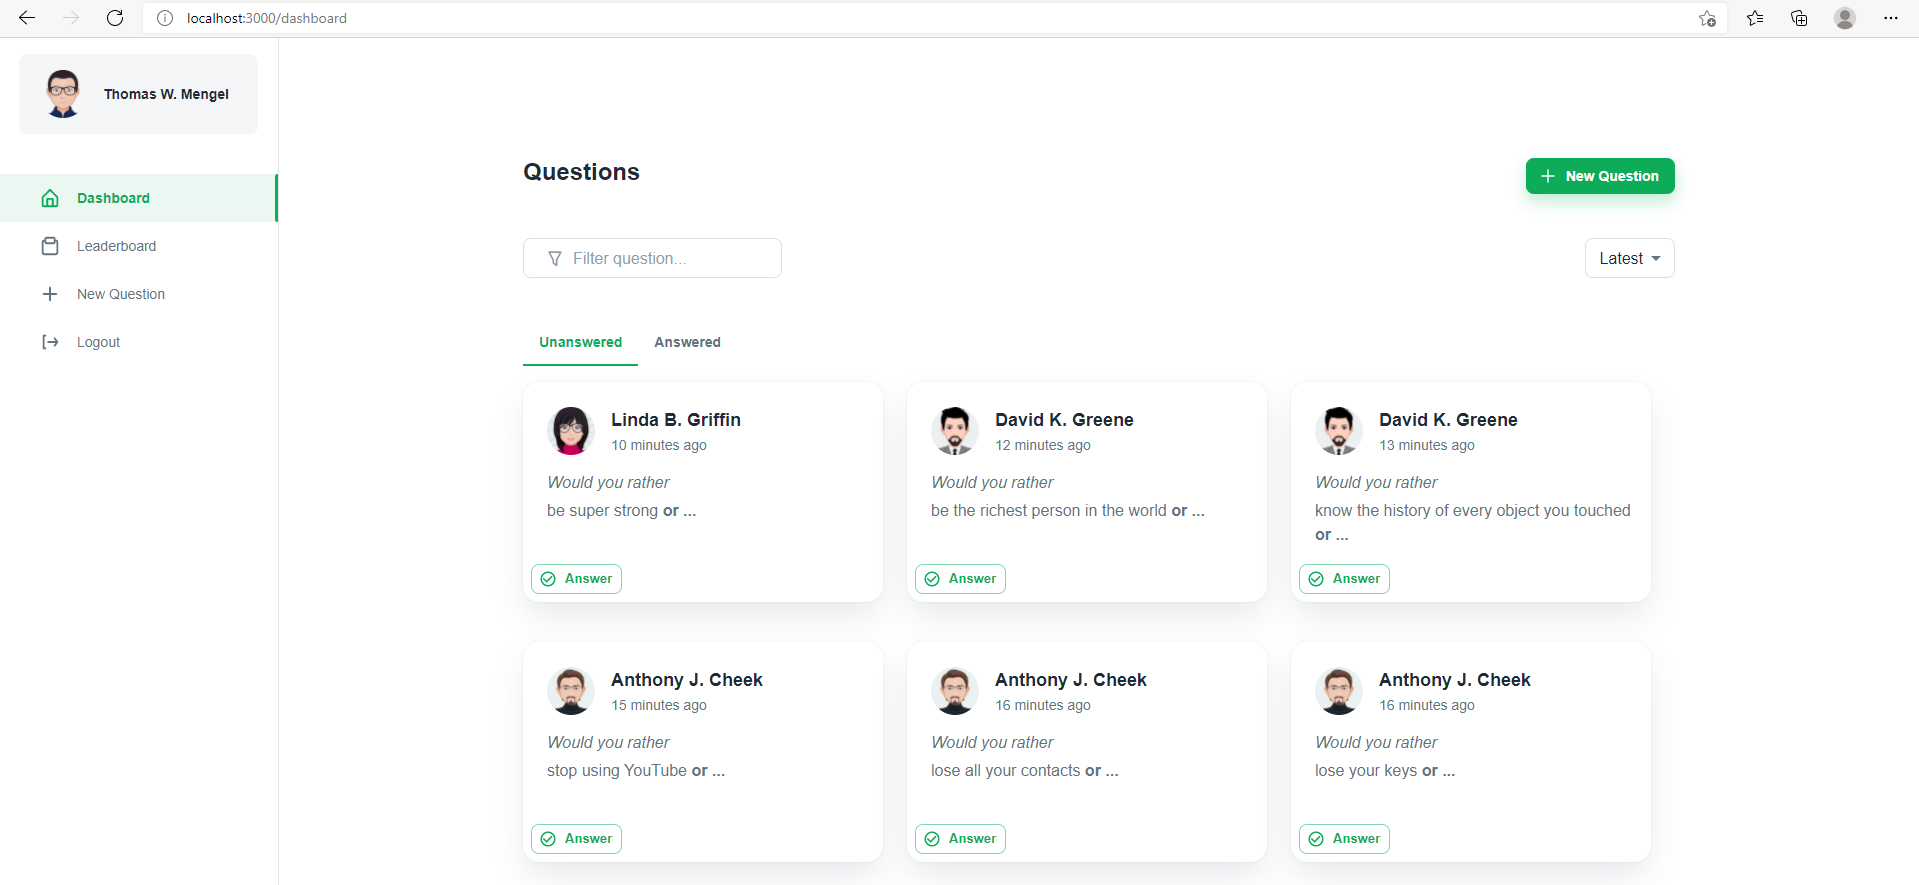 localhost:3000/dashboard
Thomas W. Mengel
Dashboard
Leaderboard
New Question
Logout
Questions
New Question
Filter question...
Latest
Unanswered
Answered
Linda B. Griffin
10 minutes ago
Would you rather
be super strong or ...
Answer
David K. Greene
12 minutes ago
Would you rather
be the richest person in the world or ...
Answer
David K. Greene
13 minutes ago
Would you rather
know the history of every object you touched
or ...
Answer
Anthony J. Cheek
15 minutes ago
Would you rather
stop using YouTube or ...
Answer
Anthony J. Cheek
16 minutes ago
Would you rather
lose all your contacts or ...
Answer
Anthony J. Cheek
16 minutes ago
Would you rather
lose your keys or ...
Answer